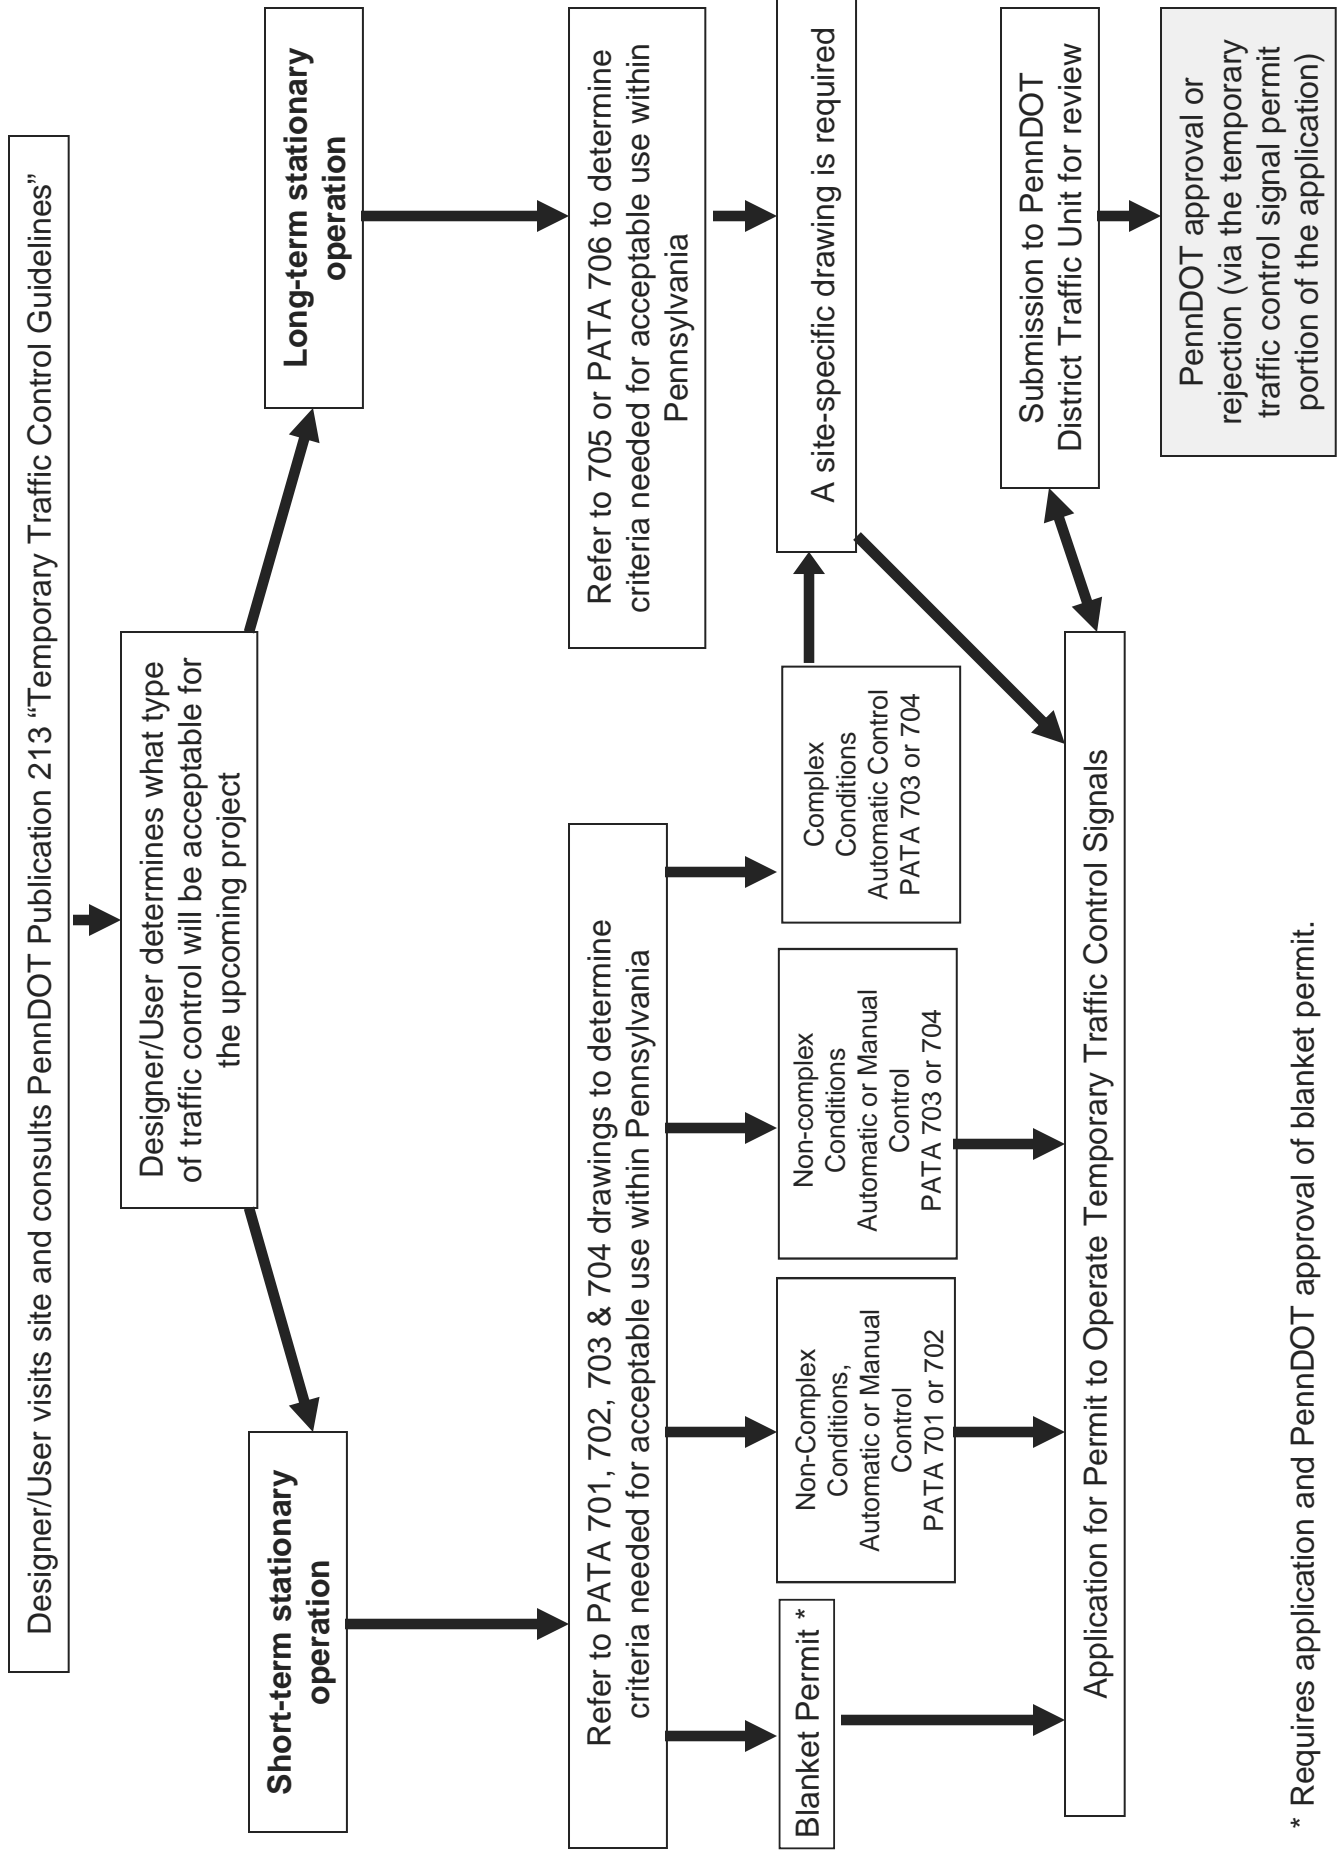 Designer/User visits site and consults PennDOT Publication 213 “Temporary Traffic Control Guidelines”
Designer/User determines what type
of traffic control will be acceptable for
the upcoming project
Short-term stationary
operation
Long-term stationary
operation
Refer to PATA 701, 702, 703 & 704 drawings to determine
criteria needed for acceptable use within Pennsylvania
Refer to 705 or PATA 706 to determine
criteria needed for acceptable use within
Pennsylvania
Blanket Permit *
Non-Complex
Conditions,
Automatic or Manual
Control
PATA 701 or 702
Non-complex
Conditions
Automatic or Manual
Control
PATA 703 or 704
Complex
Conditions
Automatic Control
PATA 703 or 704
A site-specific drawing is required
Application for Permit to Operate Temporary Traffic Control Signals
Submission to PennDOT
District Traffic Unit for review
PennDOT approval or
rejection (via the temporary
traffic control signal permit
portion of the application)
* Requires application and PennDOT approval of blanket permit.